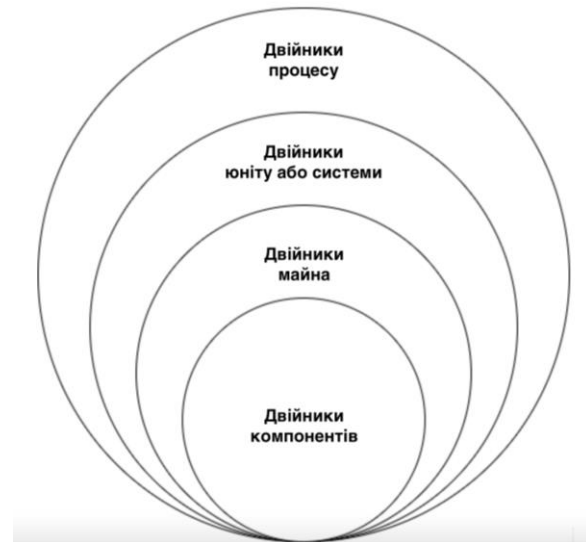 Двійники
процесу
Двійники
юніту або системи
Двійники
майна
Двійники
компонентів